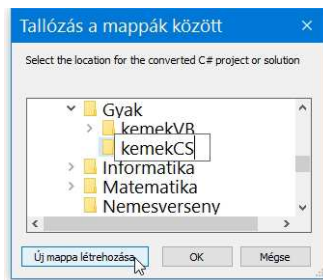 Tallózás a mappák között
Select the location for the converted C# project or solution
Gyak
kemekVB
kemekCS
Informatika
Matematika
Nemesverseny
Új mappa létrehozása
OK
Mégse